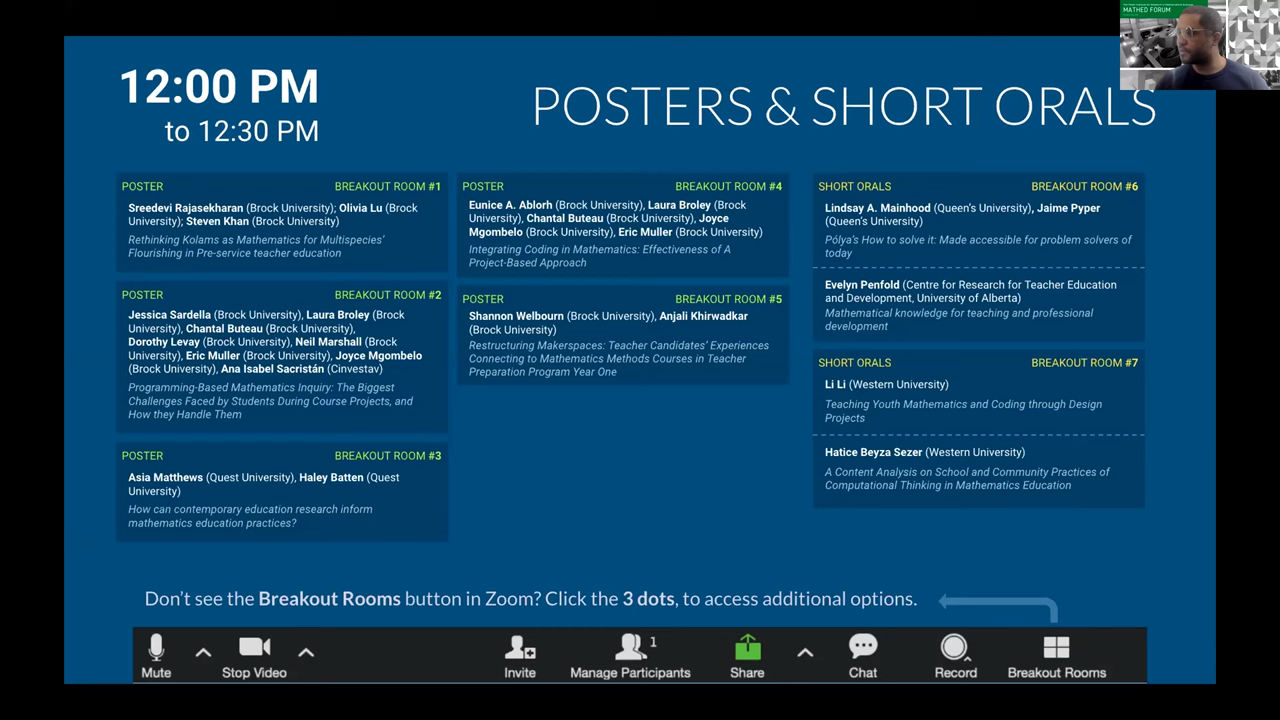 MATHED FORUM
12:00 PM
to 12:30 PM
POSTERS & SHORT ORALS
POSTER BREAKOUT ROOM #1
Sreedevi Rajasekharan (Brock University); Olivia Lu (Brock
University); Steven Khan (Brock University)
Rethinking Kolams as Mathematics for Multispecies’
Flourishing in Pre-service teacher education
POSTER BREAKOUT ROOM #2
Jessica Sardella (Brock University), Laura Broley (Brock
University), Chantal Buteau (Brock University),
Dorothy Levay (Brock University), Neil Marshall (Brock
University), Eric Muller (Brock University), Joyce Mgombelo
(Brock University), Ana Isabel Sacristán (Cinvestav)
Programming-Based Mathematics Inquiry: The Biggest
Challenges Faced by Students During Course Projects, and
How they Handle Them
POSTER BREAKOUT ROOM #3
Asia Matthews (Quest University), Haley Batten (Quest
University)
How can contemporary education research inform
mathematics education practices?
POSTER BREAKOUT ROOM #4
Eunice A. Ablorh (Brock University), Laura Broley (Brock
University), Chantal Buteau (Brock University), Joyce
Mgombelo (Brock University), Eric Muller (Brock University)
Integrating Coding in Mathematics: Effectiveness of A
Project-Based Approach
POSTER BREAKOUT ROOM #5
Shannon Welbourn (Brock University), Anjali Khirwadkar
(Brock University)
Restructuring Makerspaces: Teacher Candidates’ Experiences
Connecting to Mathematics Methods Courses in Teacher
Preparation Program Year One
SHORT ORALS BREAKOUT ROOM #6
Lindsay A. Mainhood (Queen’s University), Jaime Pyper
(Queen’s University)
Pólya’s How to solve it: Made accessible for problem solvers of
today
Evelyn Penfold (Centre for Research for Teacher Education
and Development, University of Alberta)
Mathematical knowledge for teaching and professional
development
SHORT ORALS BREAKOUT ROOM #7
Li Li (Western University)
Teaching Youth Mathematics and Coding through Design
Projects
Hatice Beyza Sezer (Western University)
A Content Analysis on School and Community Practices of
Computational Thinking in Mathematics Education
Don’t see the Breakout Rooms button in Zoom? Click the 3 dots, to access additional options.
1
Mute Stop Video Invite Manage Participants Share Chat Record Breakout Rooms